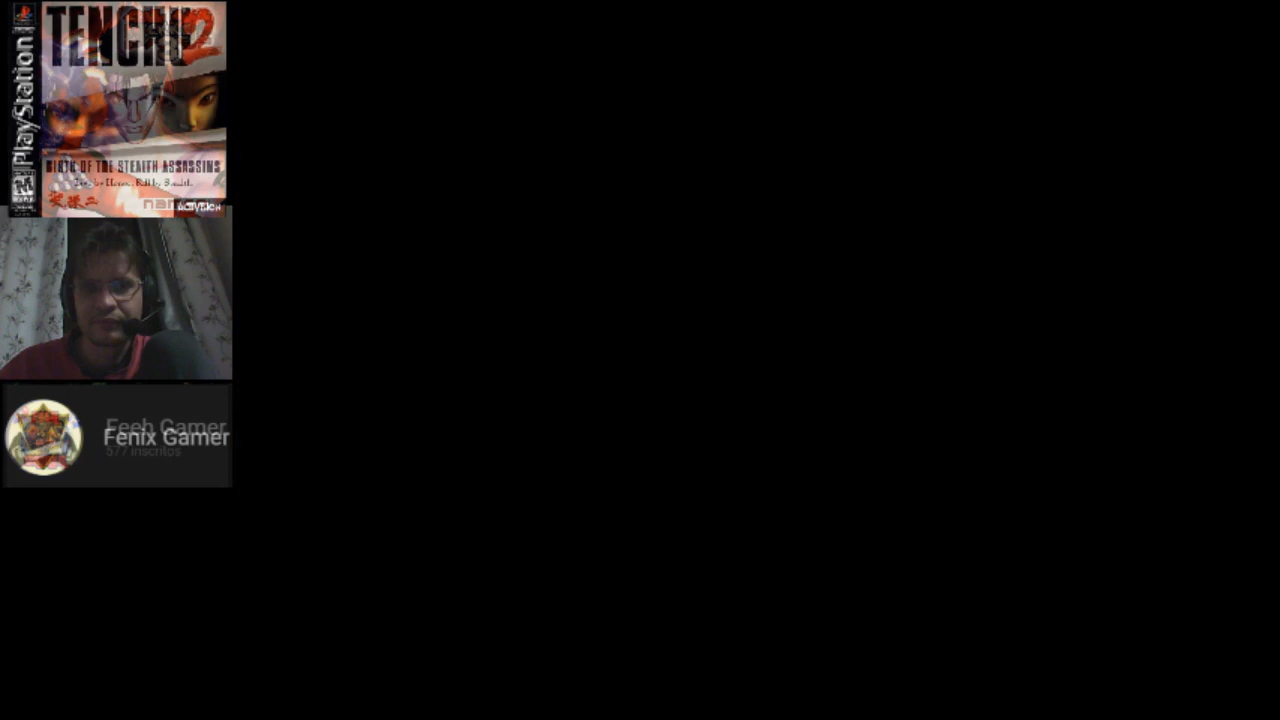 PlayStation
TENCHU 2
BIRTH OF THE STEALTH ASSASSINS
ACTIVISION
Feeh Gamer
Fenix Gamer
577 inscritos